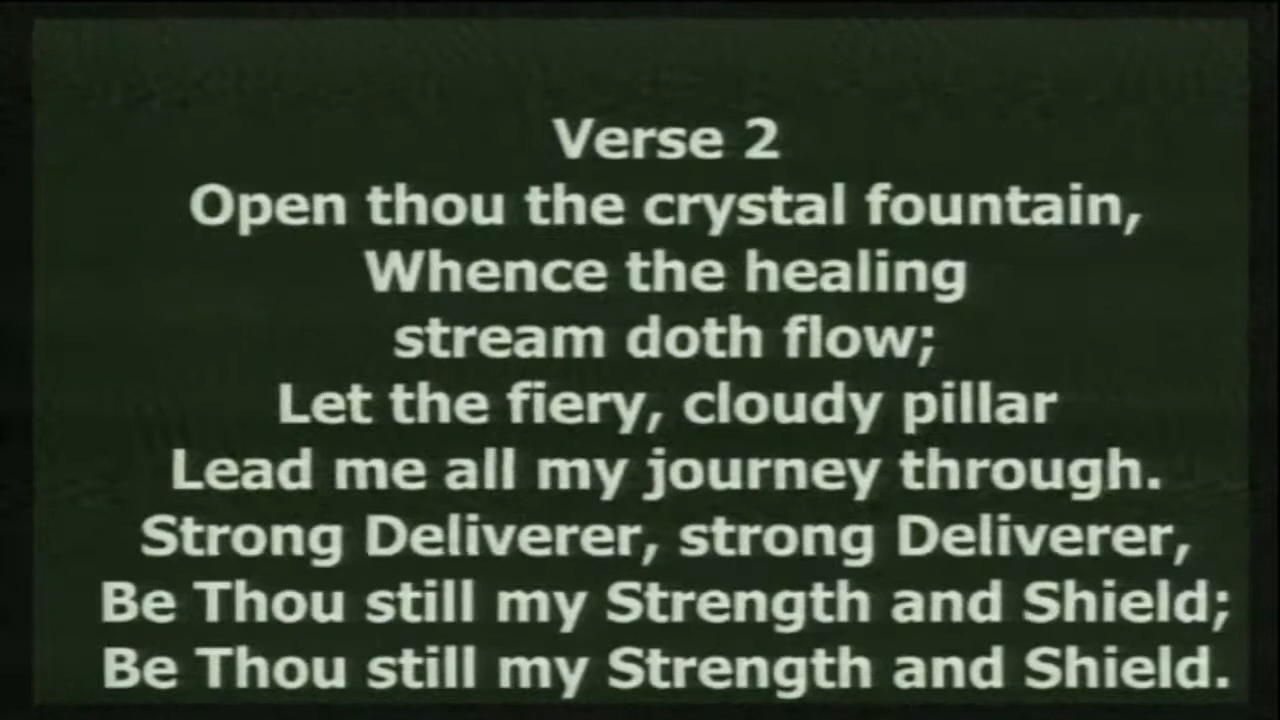 Verse 2
Open thou the crystal fountain,
Whence the healing
stream doth flow;
Let the fiery, cloudy pillar
Lead me all my journey through.
Strong Deliverer, strong Deliverer,
Be Thou still my Strength and Shield;
Be Thou still my Strength and Shield.